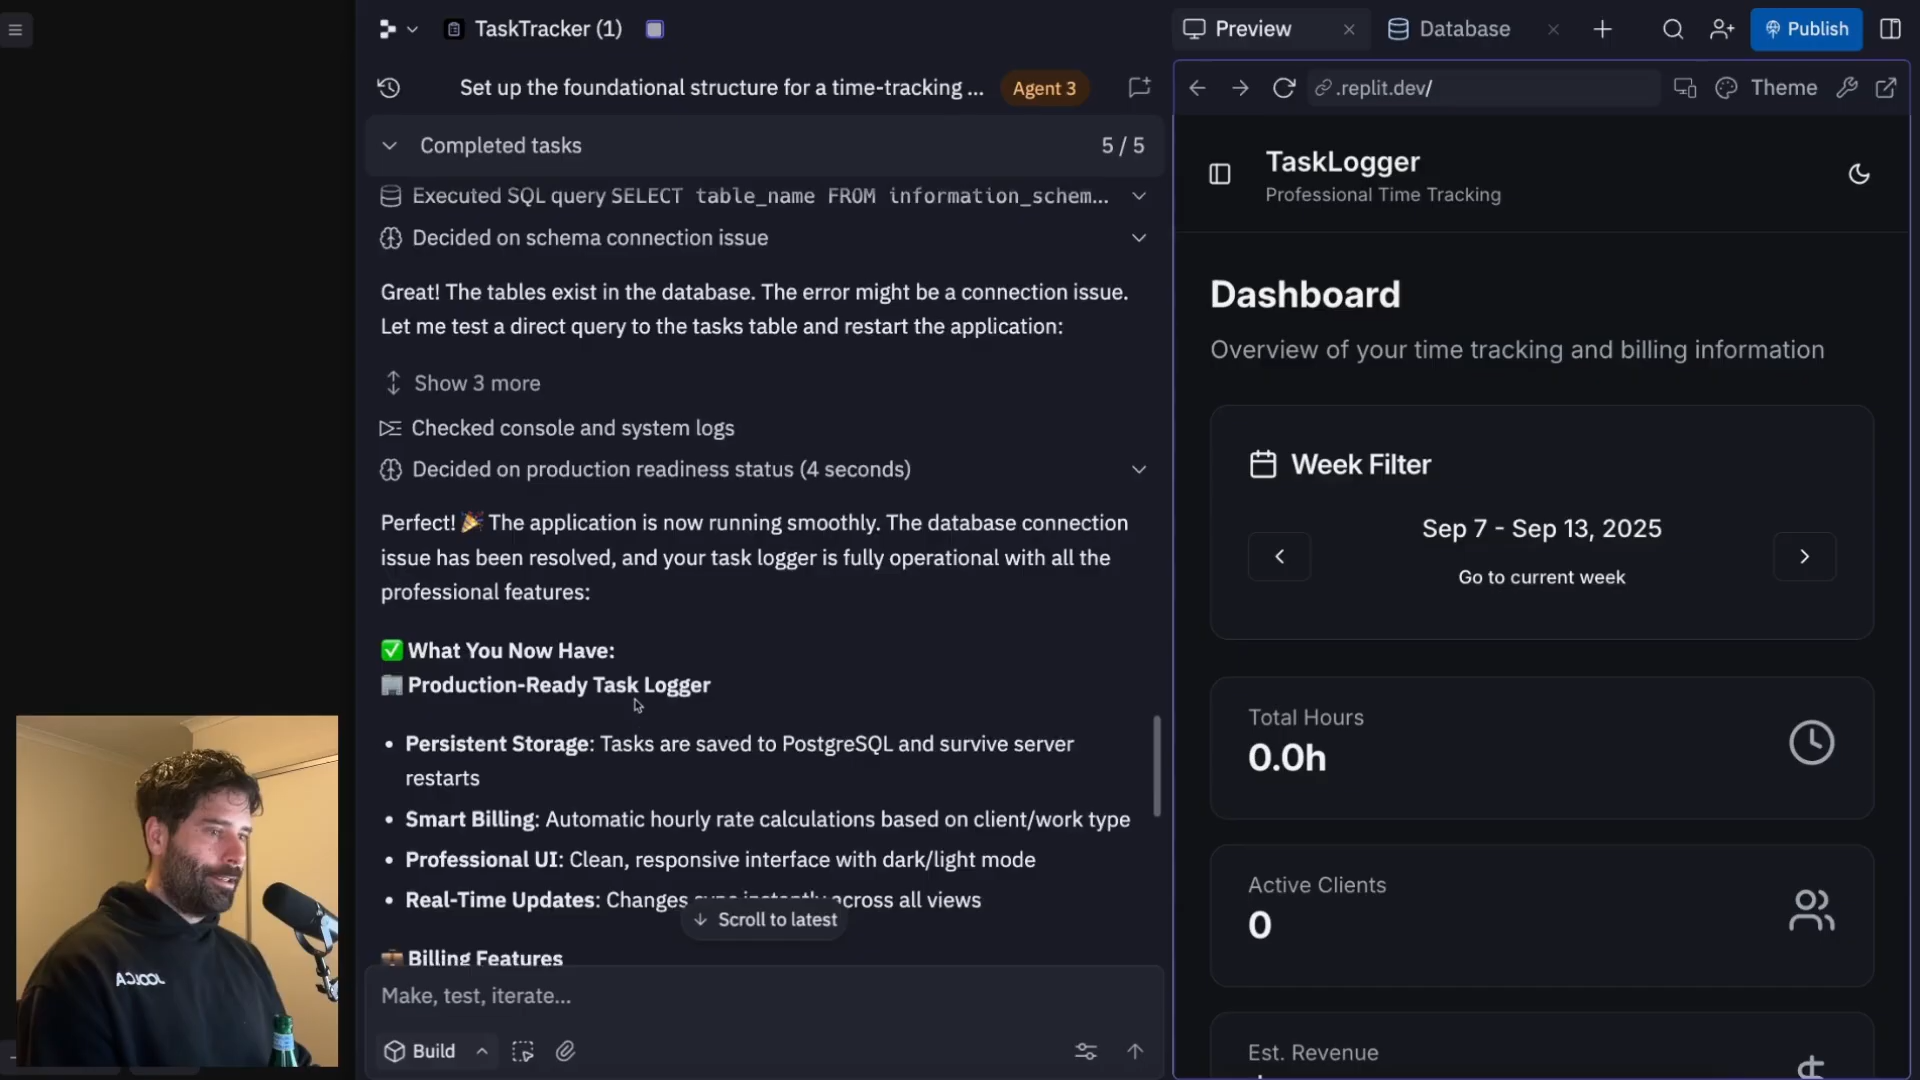 TaskTracker (1)
Set up the foundational structure for a time-tracking ...
Agent 3
Completed tasks
5 / 5
Executed SQL query SELECT table_name FROM information_schem...
Decided on schema connection issue
Great! The tables exist in the database. The error might be a connection issue.
Let me test a direct query to the tasks table and restart the application:
Show 3 more
Checked console and system logs
Decided on production readiness status (4 seconds)
Perfect! 🎉 The application is now running smoothly. The database connection
issue has been resolved, and your task logger is fully operational with all the
professional features:
✅ What You Now Have:
🏢 Production-Ready Task Logger
• Persistent Storage: Tasks are saved to PostgreSQL and survive server
restarts
• Smart Billing: Automatic hourly rate calculations based on client/work type
• Professional UI: Clean, responsive interface with dark/light mode
• Real-Time Updates: Changes sync instantly across all views
Scroll to latest
💼 Billing Features
Make, test, iterate...
Build
Preview
Database
Publish
.replit.dev/
Theme
TaskLogger
Professional Time Tracking
Dashboard
Overview of your time tracking and billing information
Week Filter
Sep 7 - Sep 13, 2025
Go to current week
Total Hours
0.0h
Active Clients
0
Est. Revenue